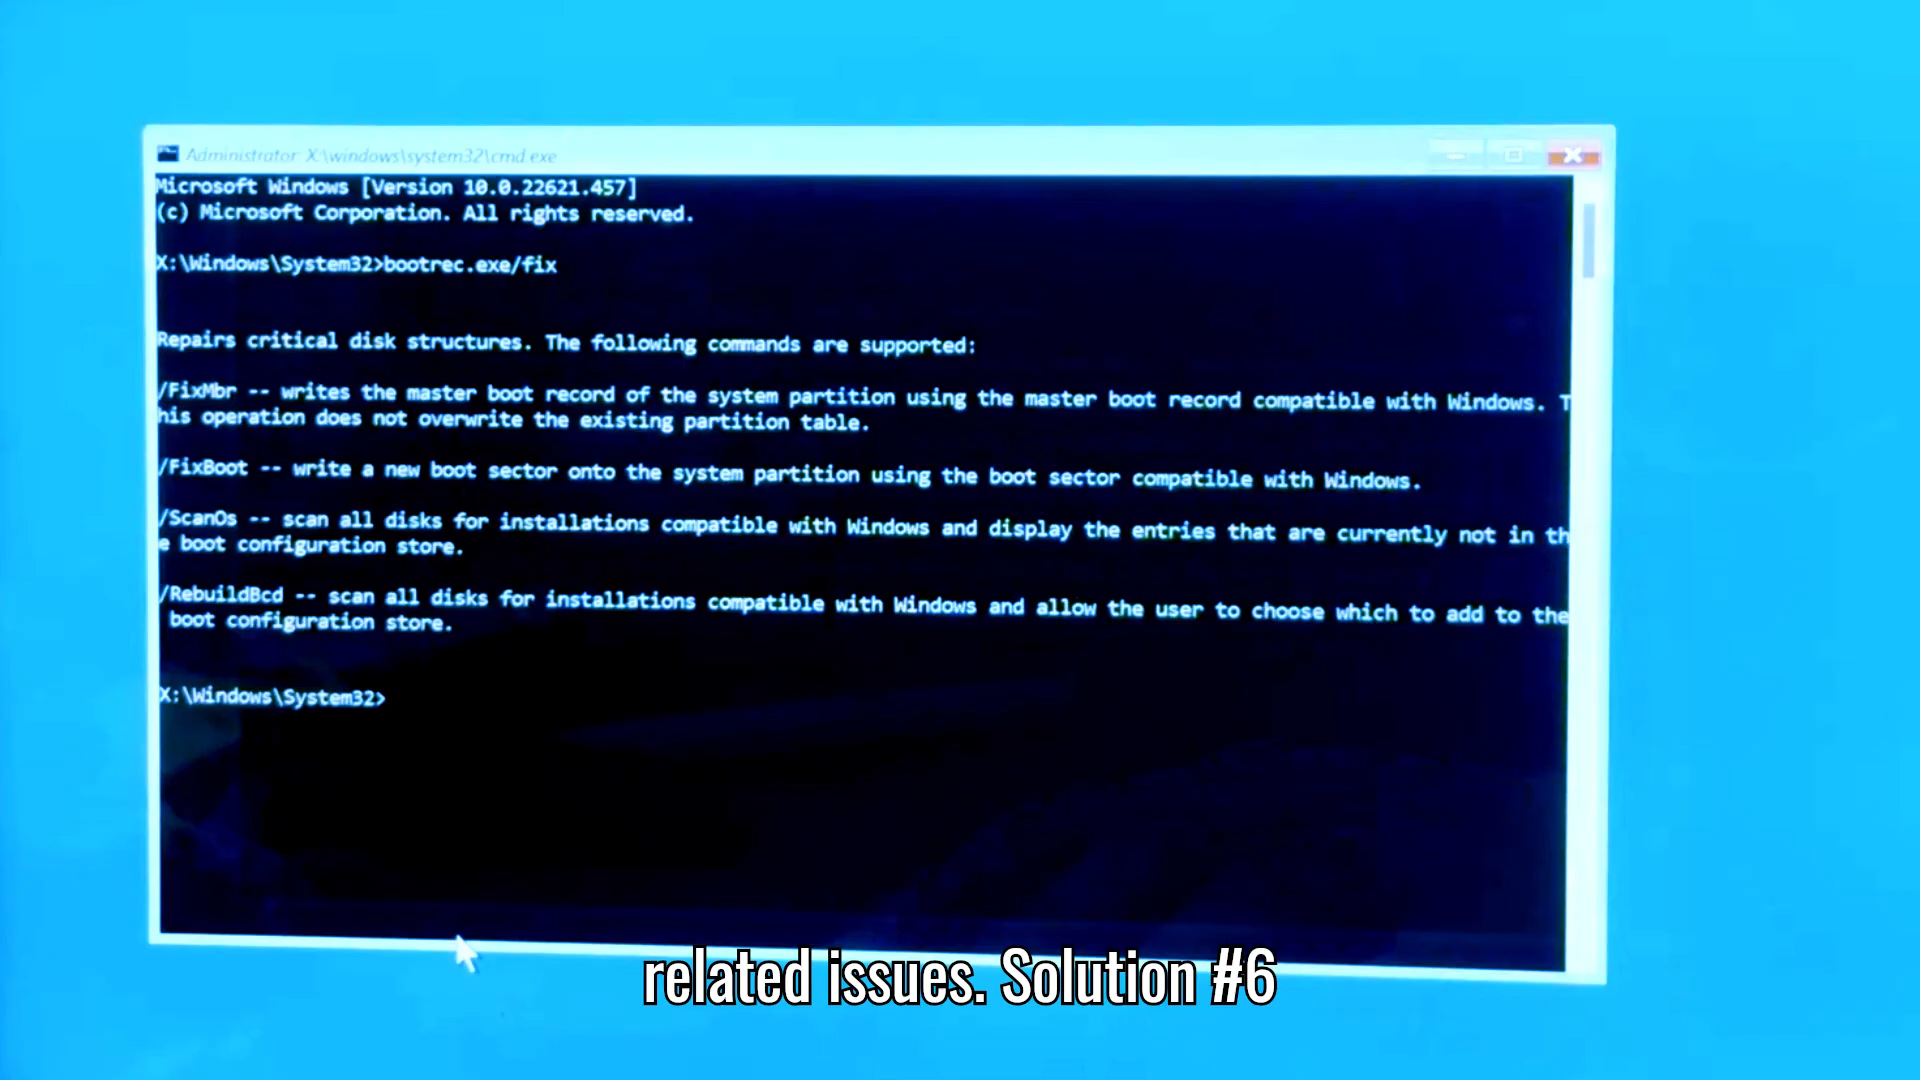 Administrator: X:\windows\system32\cmd.exe
Microsoft Windows [Version 10.0.22621.457]
(c) Microsoft Corporation. All rights reserved.
X:\Windows\System32>bootrec.exe/fix
Repairs critical disk structures. The following commands are supported:
/FixMbr -- writes the master boot record of the system partition using the master boot record compatible with Windows. T
his operation does not overwrite the existing partition table.
/FixBoot -- write a new boot sector onto the system partition using the boot sector compatible with Windows.
/ScanOs -- scan all disks for installations compatible with Windows and display the entries that are currently not in th
e boot configuration store.
/RebuildBcd -- scan all disks for installations compatible with Windows and allow the user to choose which to add to the
boot configuration store.
X:\Windows\System32>
related issues. Solution #6